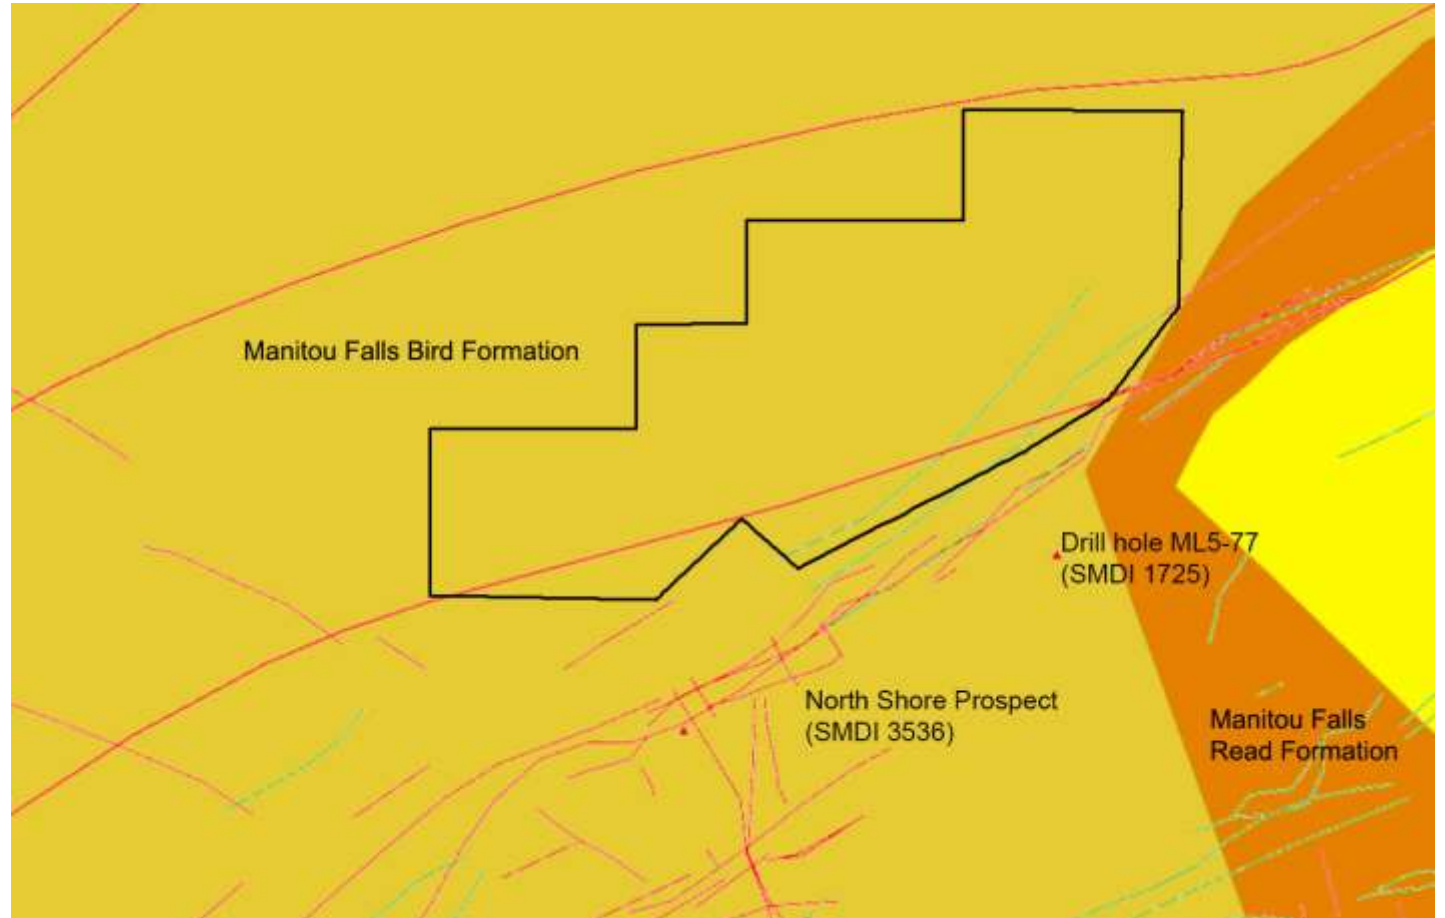 Manitou Falls Bird Formation
Drill hole ML5-77
(SMDI 1725)
North Shore Prospect
(SMDI 3536)
Manitou Falls
Read Formation